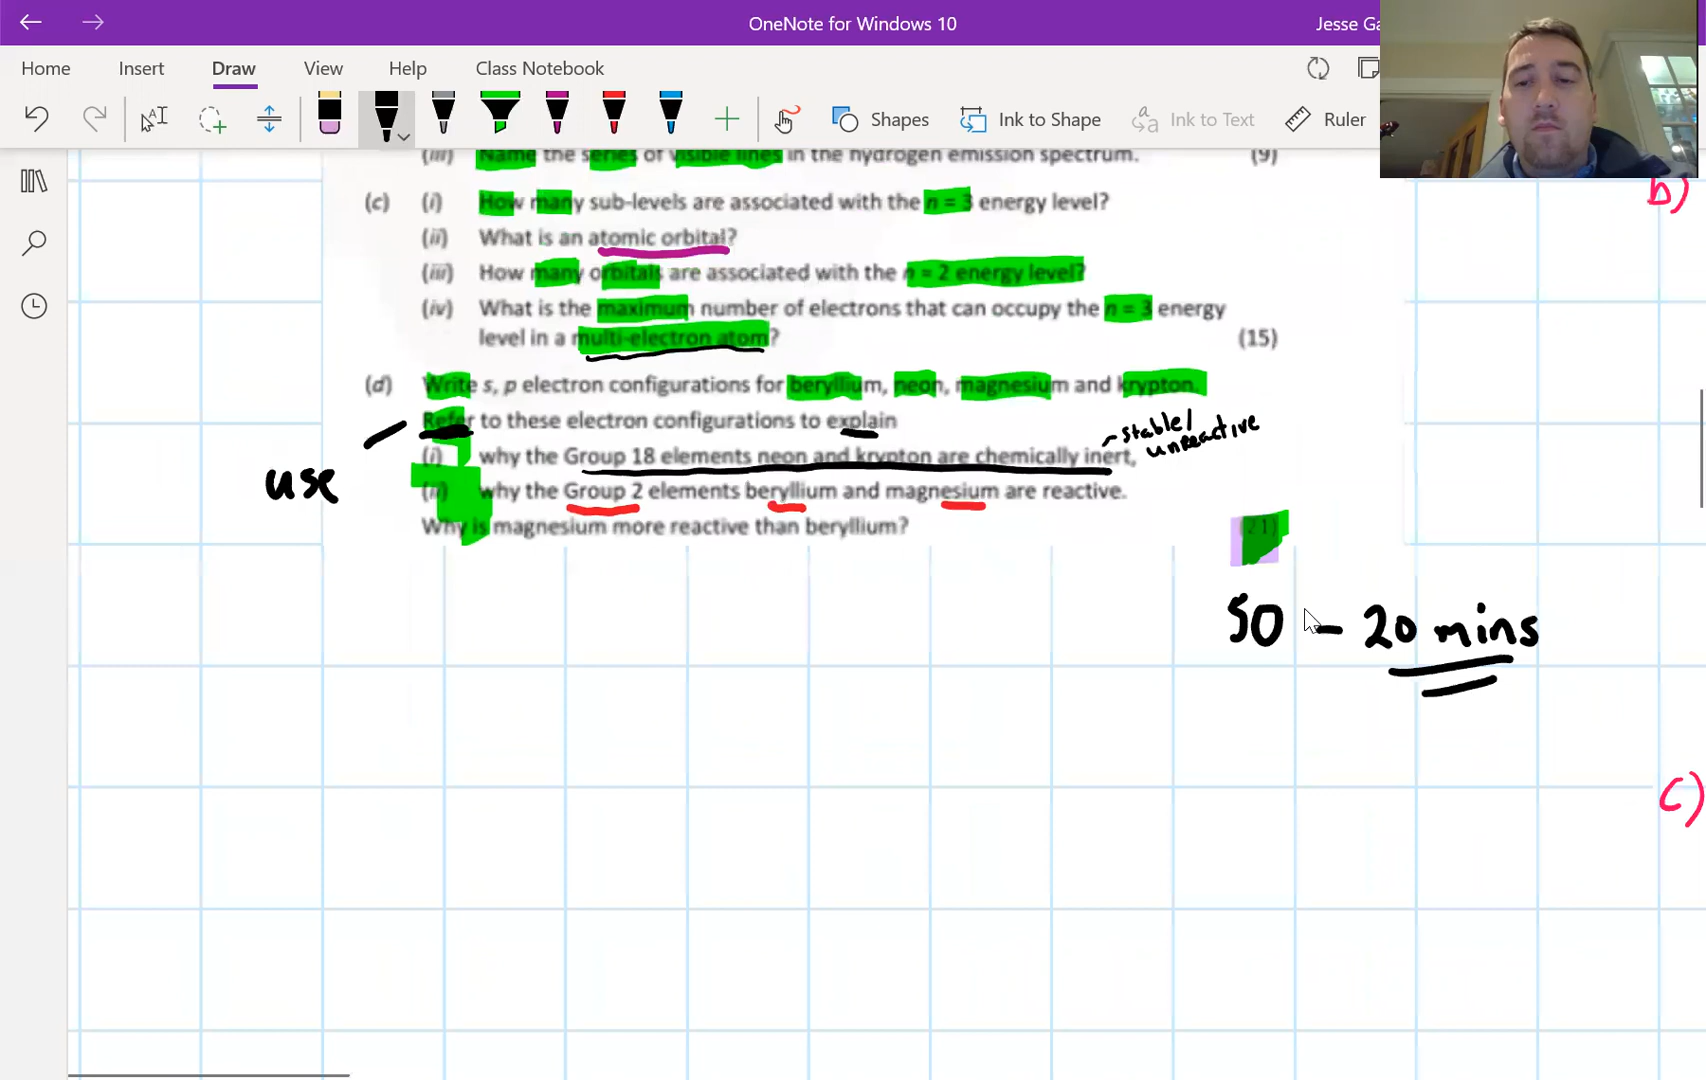 OneNote for Windows 10
Jesse Ga
Home Insert Draw View Help Class Notebook
Shapes Ink to Shape Ink to Text Ruler
(iii) Name the series of visible lines in the hydrogen emission spectrum. (9)
b)
(c) (i) How many sub-levels are associated with the n = 3 energy level?
(ii) What is an atomic orbital?
(iii) How many orbitals are associated with the n = 2 energy level?
(iv) What is the maximum number of electrons that can occupy the n = 3 energy
level in a multi-electron atom? (15)
(d) Write s, p electron configurations for beryllium, neon, magnesium and krypton.
Refer to these electron configurations to explain
stable/
unreactive
(i) why the Group 18 elements neon and krypton are chemically inert,
use
(ii) why the Group 2 elements beryllium and magnesium are reactive.
Why is magnesium more reactive than beryllium? (21)
50 - 20 mins
c)